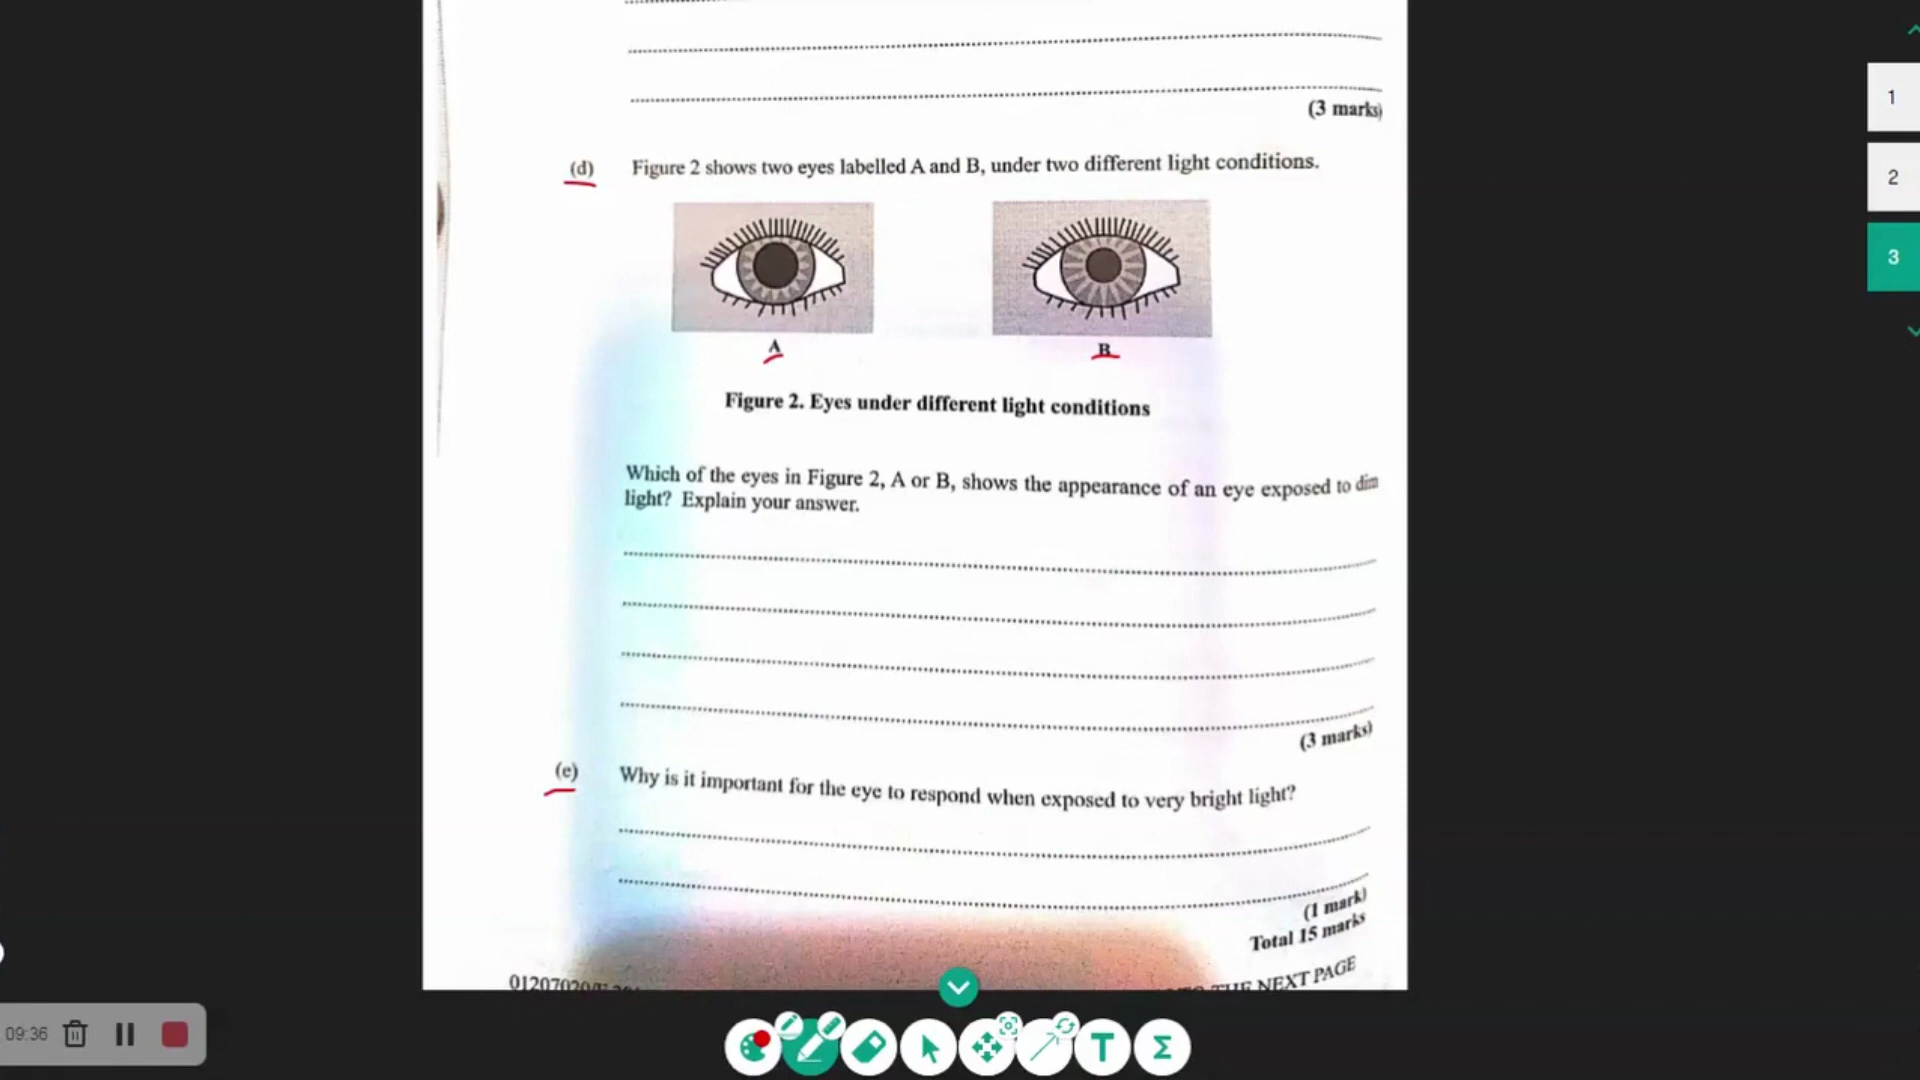 (3 marks)
(d) Figure 2 shows two eyes labelled A and B, under two different light conditions.
A B
Figure 2. Eyes under different light conditions
Which of the eyes in Figure 2, A or B, shows the appearance of an eye exposed to dim
light? Explain your answer.
(3 marks)
(e) Why is it important for the eye to respond when exposed to very bright light?
(1 mark)
Total 15 marks
NEXT PAGE
1
2
3
09:36
T
Σ